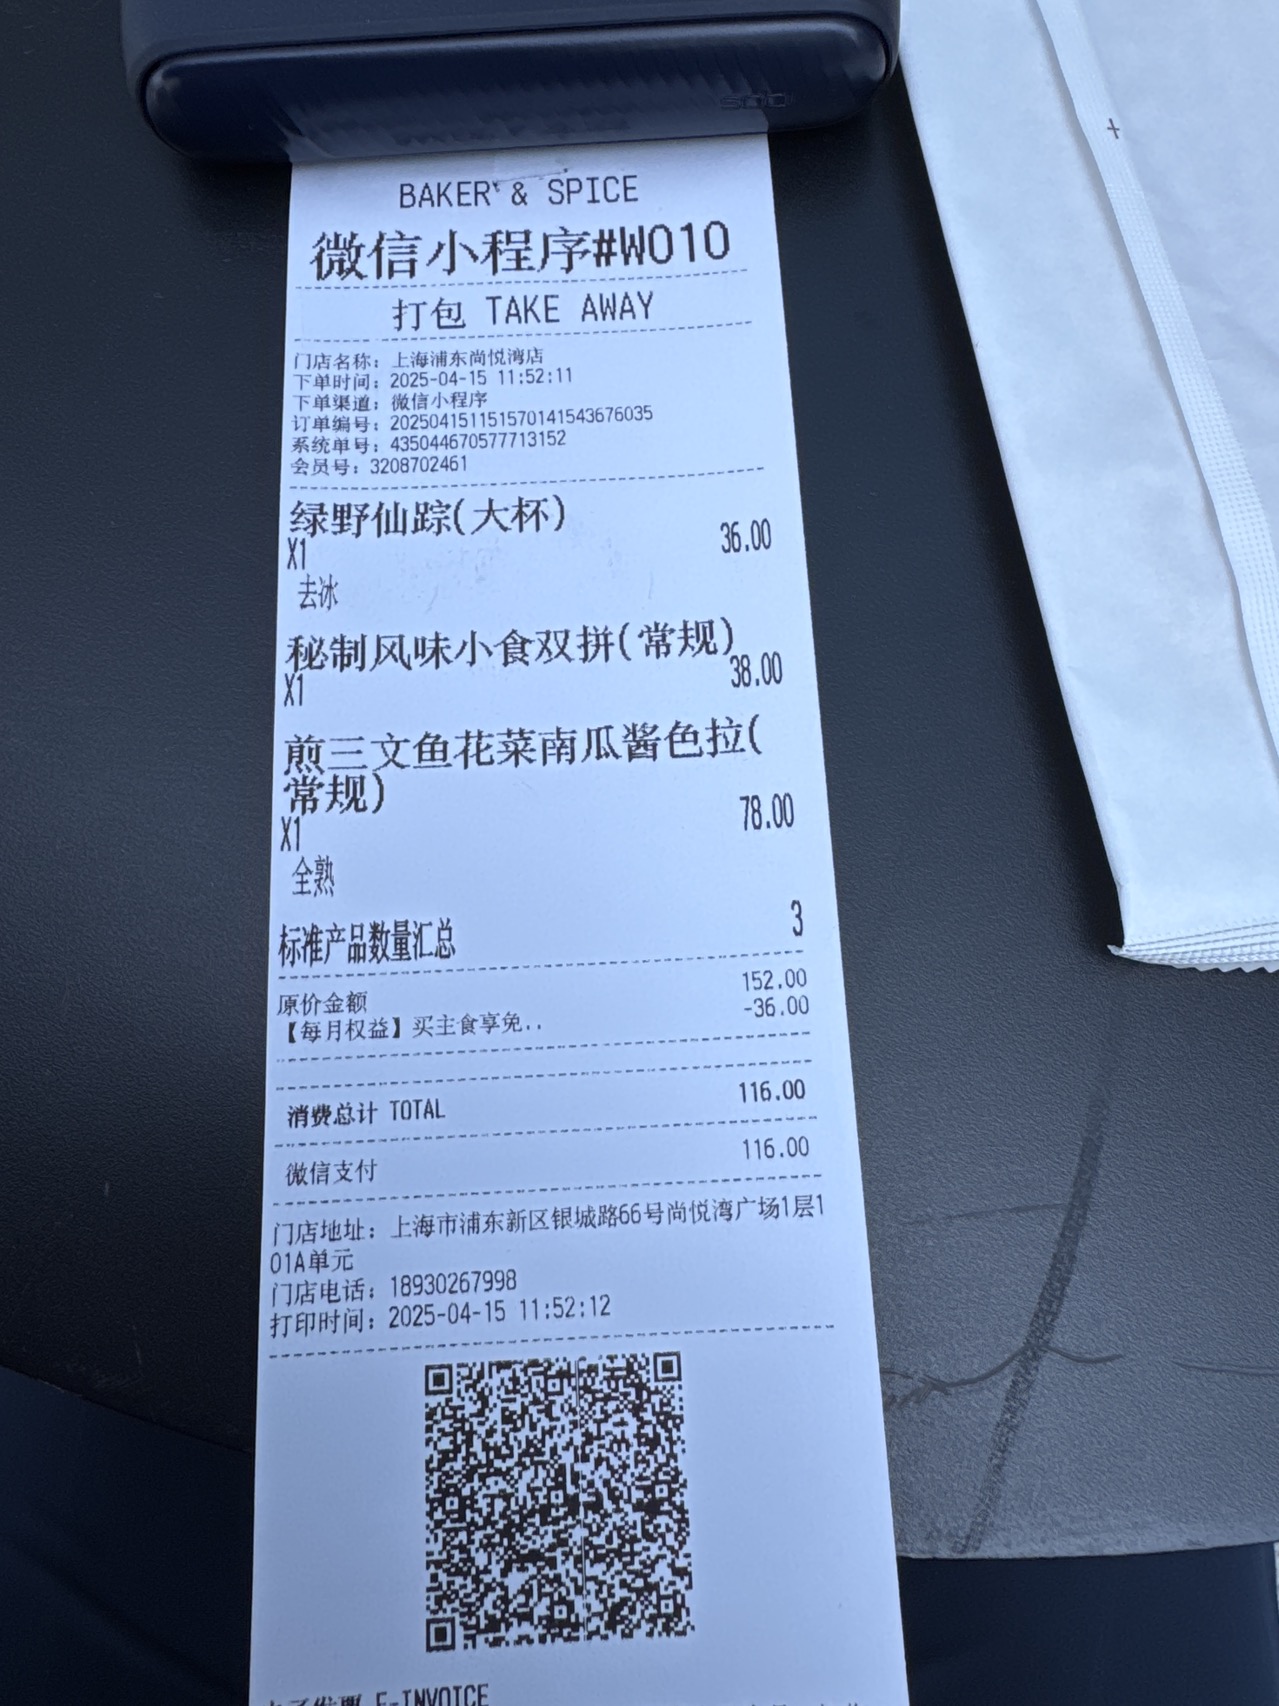 BAKER & SPICE
微信小程序#W010
打包 TAKE AWAY
门店名称：上海浦东尚悦湾店
下单时间：2025-04-15 11:52:11
下单渠道：微信小程序
订单编号：202504151151570141543676035
系统单号：435044670577713152
会员号：3208702461
绿野仙踪(大杯)
X1 36.00
去冰
秘制风味小食双拼(常规)
X1 38.00
煎三文鱼花菜南瓜酱色拉(
常规)
X1 78.00
全熟
标准产品数量汇总 3
原价金额 152.00
【每月权益】买主食享免.. -36.00
消费总计 TOTAL 116.00
微信支付 116.00
门店地址：上海市浦东新区银城路66号尚悦湾广场1层1
01A单元
门店电话：18930267998
打印时间：2025-04-15 11:52:12
E-INVOICE